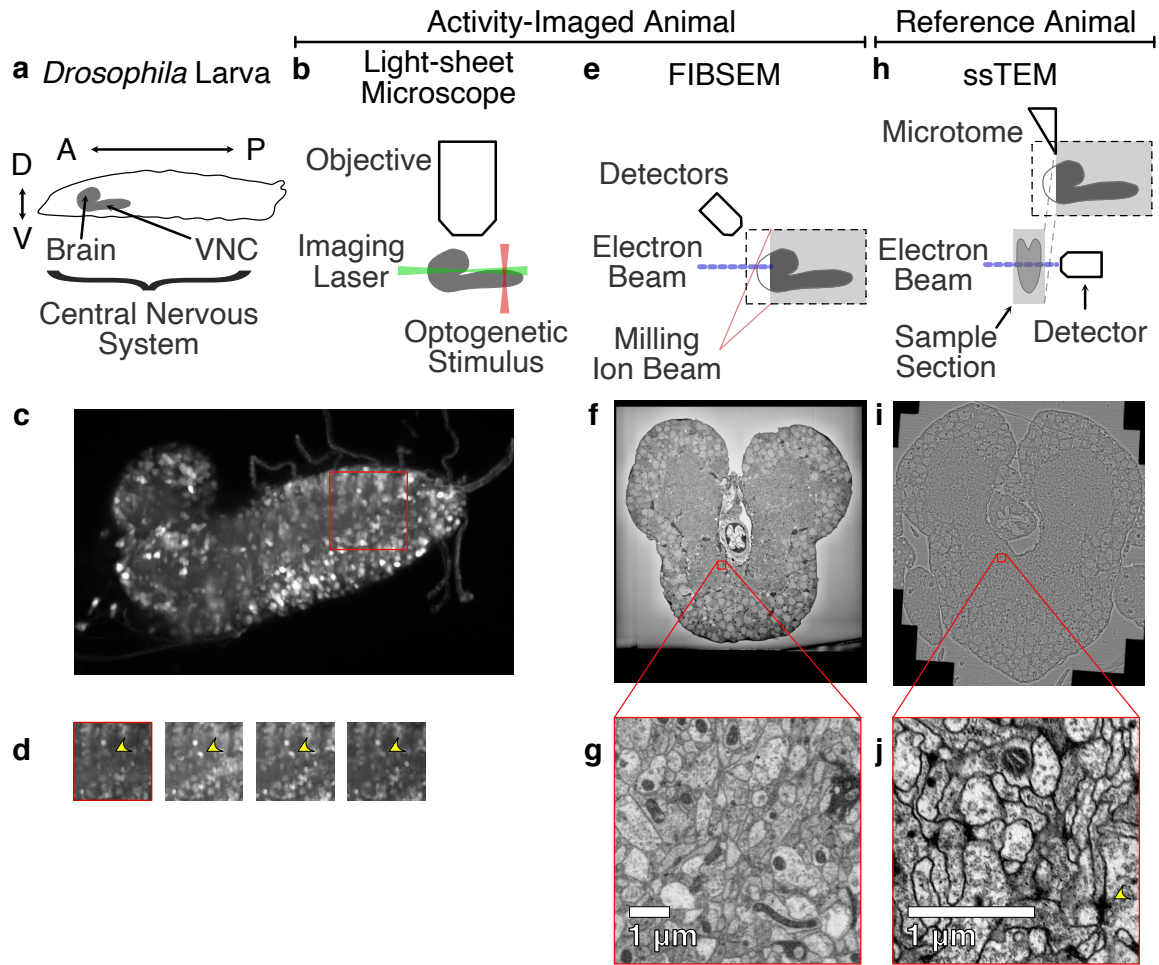 Activity-Imaged Animal
Reference Animal
a
Drosophila Larva
b
Light-sheet
Microscope
e
FIBSEM
h
ssTEM
A
P
D
V
Brain
VNC
Central Nervous
System
Objective
Imaging
Laser
Optogenetic
Stimulus
Detectors
Electron
Beam
Milling
Ion Beam
Microtome
Electron
Beam
Sample
Section
Detector
c
f
i
d
g
j
1 µm
1 µm